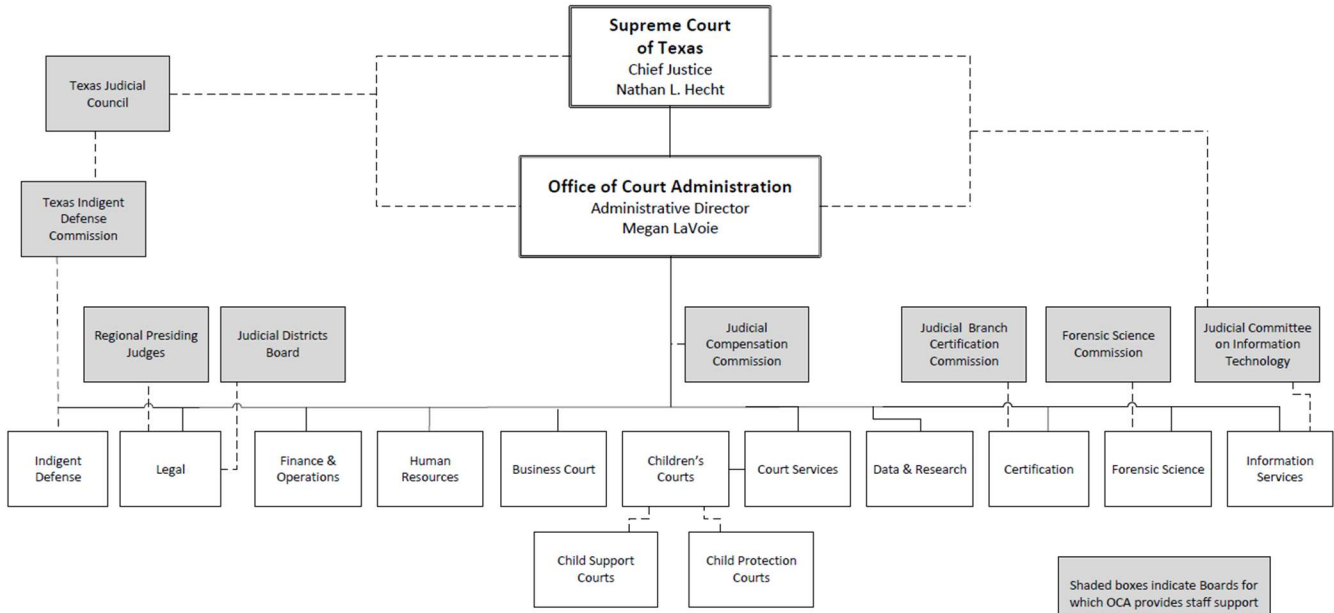 Supreme Court
of Texas
Chief Justice
Nathan L. Hecht
Texas Judicial
Council
Office of Court Administration
Administrative Director
Megan LaVoie
Texas Indigent
Defense
Commission
Regional Presiding
Judges
Judicial Districts
Board
Judicial
Compensation
Commission
Judicial Branch
Certification
Commission
Forensic Science
Commission
Judicial Committee
on Information
Technology
Indigent
Defense
Legal
Finance &
Operations
Human
Resources
Business Court
Children's
Courts
Court Services
Data & Research
Certification
Forensic Science
Information
Services
Child Support
Courts
Child Protection
Courts
Shaded boxes indicate Boards for
which OCA provides staff support